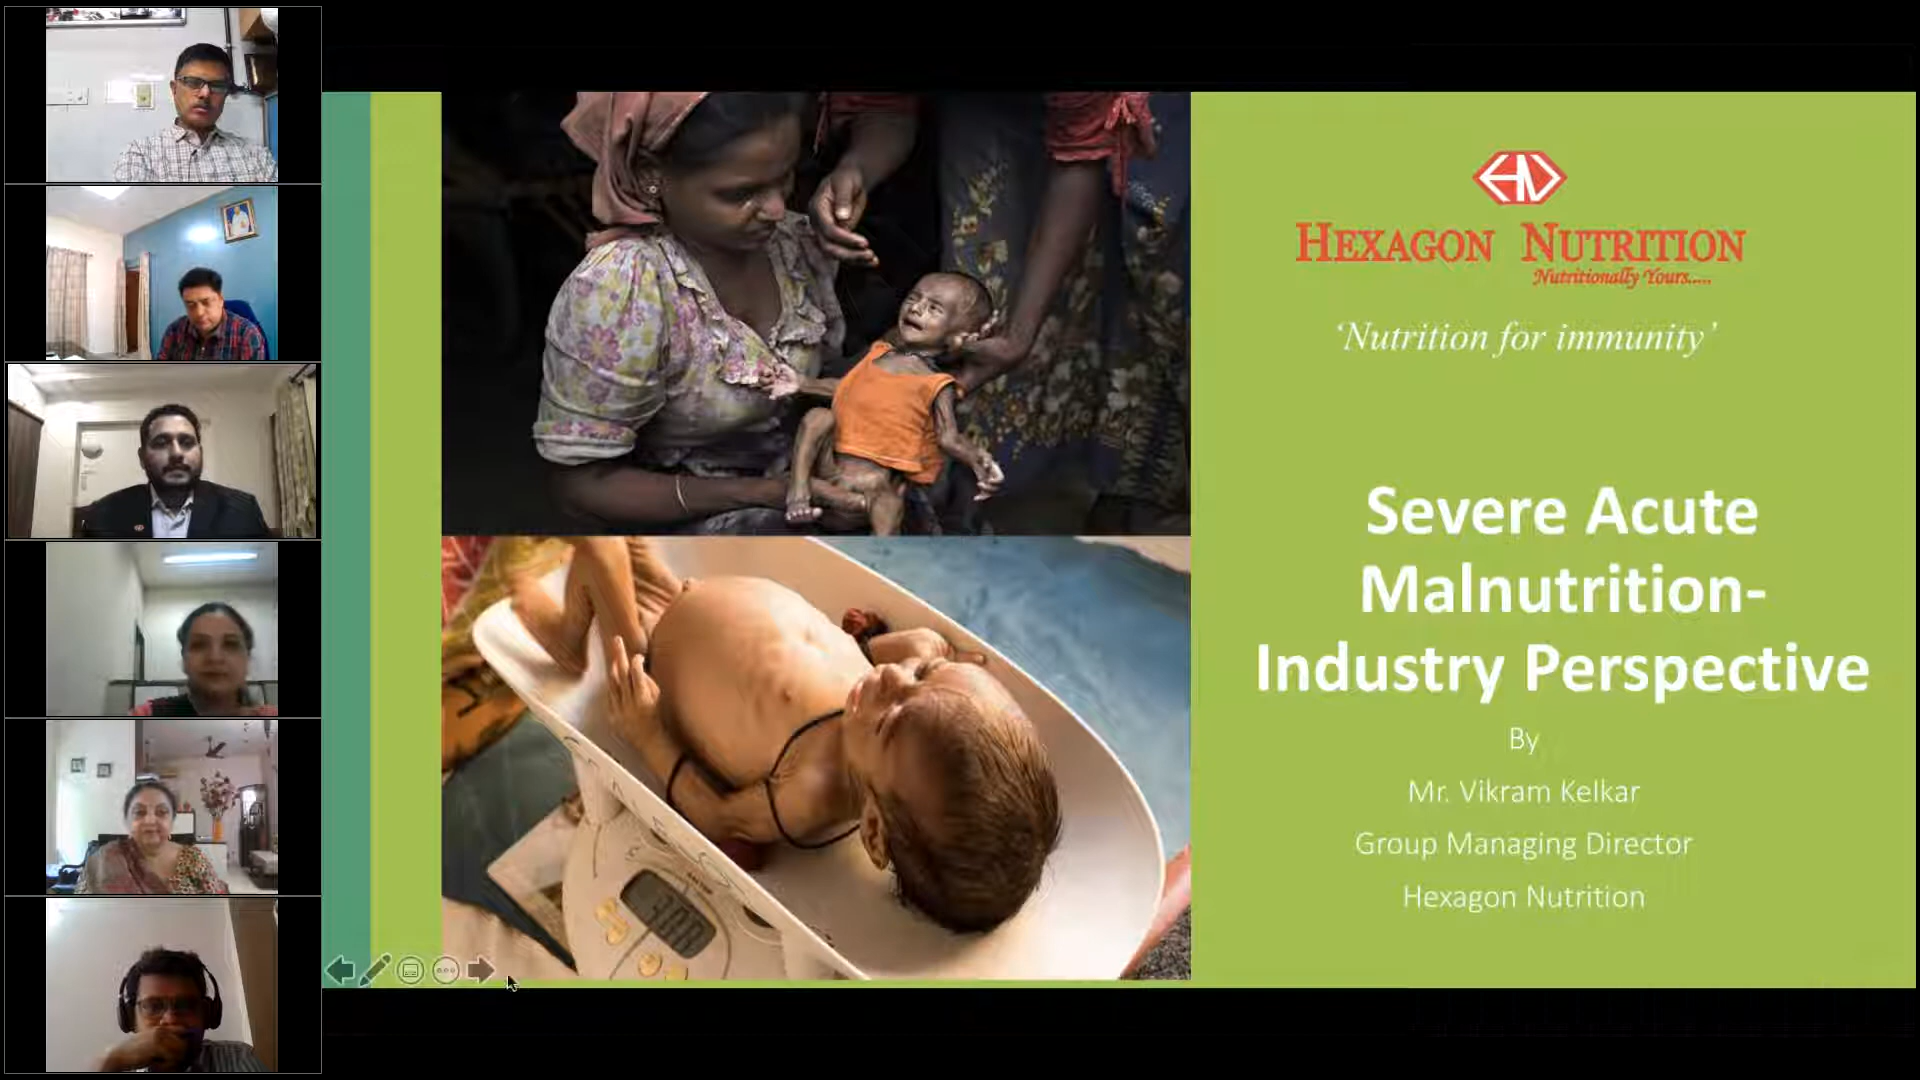 HEXAGON NUTRITION
Nutritionally Yours.....
‘Nutrition for immunity’
Severe Acute
Malnutrition-
Industry Perspective
By
Mr. Vikram Kelkar
Group Managing Director
Hexagon Nutrition